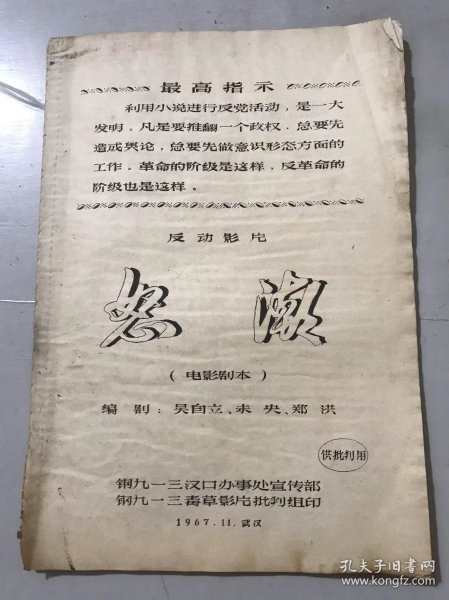 最高指示
利用小说进行反党活动，是一大
发明。凡是要推翻一个政权，总要先
造成舆论，总要先做意识形态方面的
工作。革命的阶级是这样，反革命的
阶级也是这样。
反动影片
怒潮
（电影剧本）
编剧：吴自立、未央、郑洪
供批判用
钢九一三汉口办事处宣传部
钢九一三毒草影片批判组印
1967.11.武汉
孔夫子旧书网
www.kongfz.com